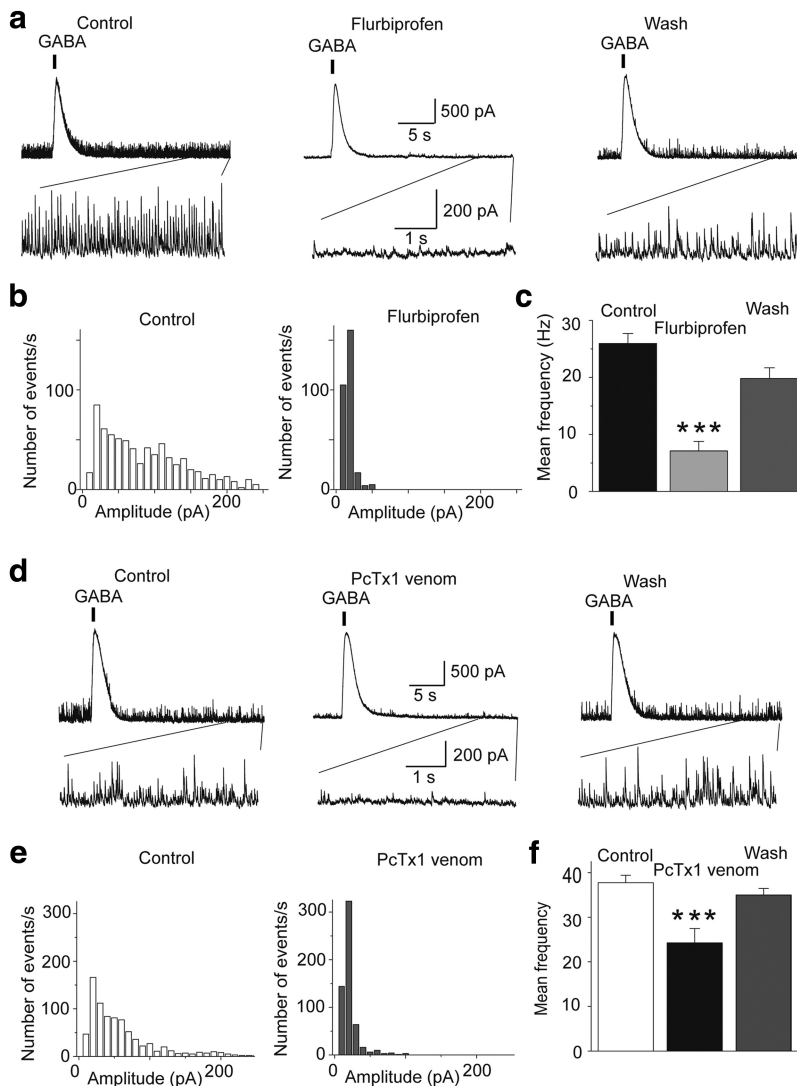 a
Control
Flurbiprofen
Wash
GABA
GABA
GABA
500 pA
5 s
200 pA
1 s
b
Control
Flurbiprofen
Number of events/s
100
0
0
200
Amplitude (pA)
Number of events/s
100
0
0
200
Amplitude (pA)
c
Control
Flurbiprofen
Wash
Mean frequency (Hz)
30
20
10
0
***
d
Control
PcTx1 venom
Wash
GABA
GABA
GABA
500 pA
5 s
200 pA
1 s
e
Control
PcTx1 venom
Number of events/s
300
200
100
0
0
200
Amplitude (pA)
Number of events/s
300
200
100
0
0
200
Amplitude (pA)
f
Control
PcTx1 venom
Wash
Mean frequency
40
30
20
10
0
***